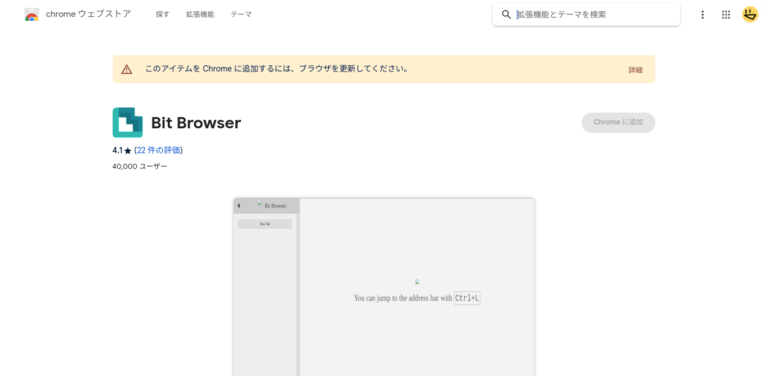 chrome ウェブストア
探す 拡張機能 テーマ
拡張機能とテーマを検索
このアイテムを Chrome に追加するには、ブラウザを更新してください。 詳細
Bit Browser
Chrome に追加
4.1★ (22 件の評価)
40,000 ユーザー
Bit Browser
You can jump to the address bar with Ctrl+L